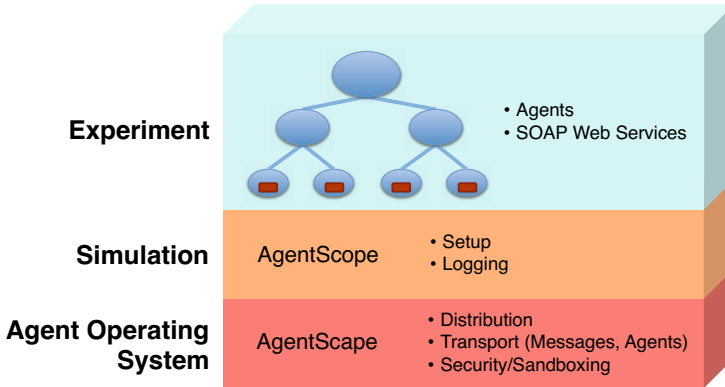 Experiment
• Agents
• SOAP Web Services
Simulation
AgentScope
• Setup
• Logging
Agent Operating
System
AgentScape
• Distribution
• Transport (Messages, Agents)
• Security/Sandboxing